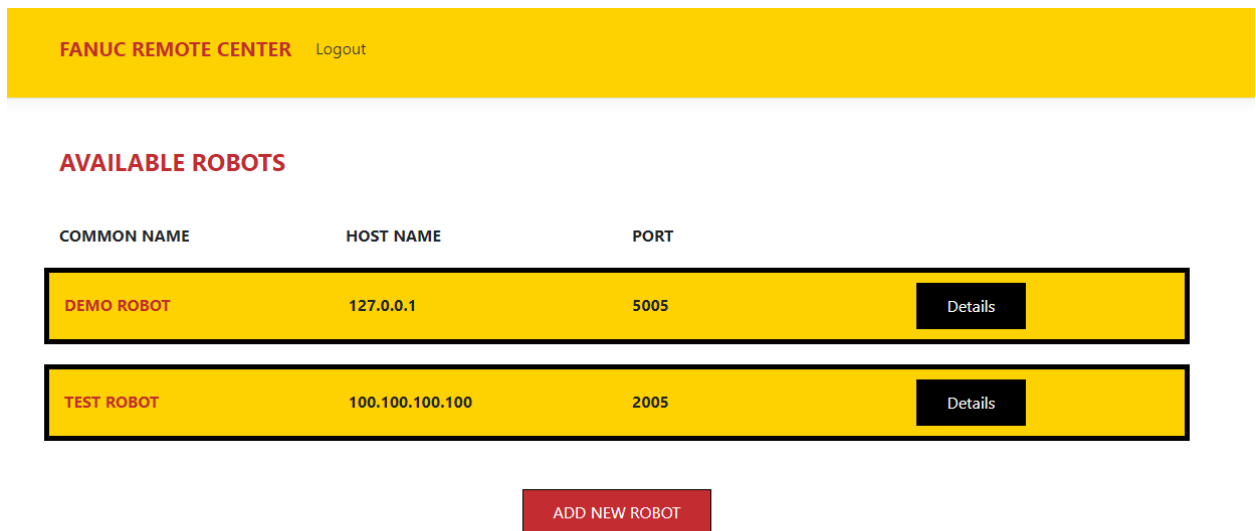 FANUC REMOTE CENTER Logout
AVAILABLE ROBOTS
COMMON NAME HOST NAME PORT
DEMO ROBOT 127.0.0.1 5005 Details
TEST ROBOT 100.100.100.100 2005 Details
ADD NEW ROBOT